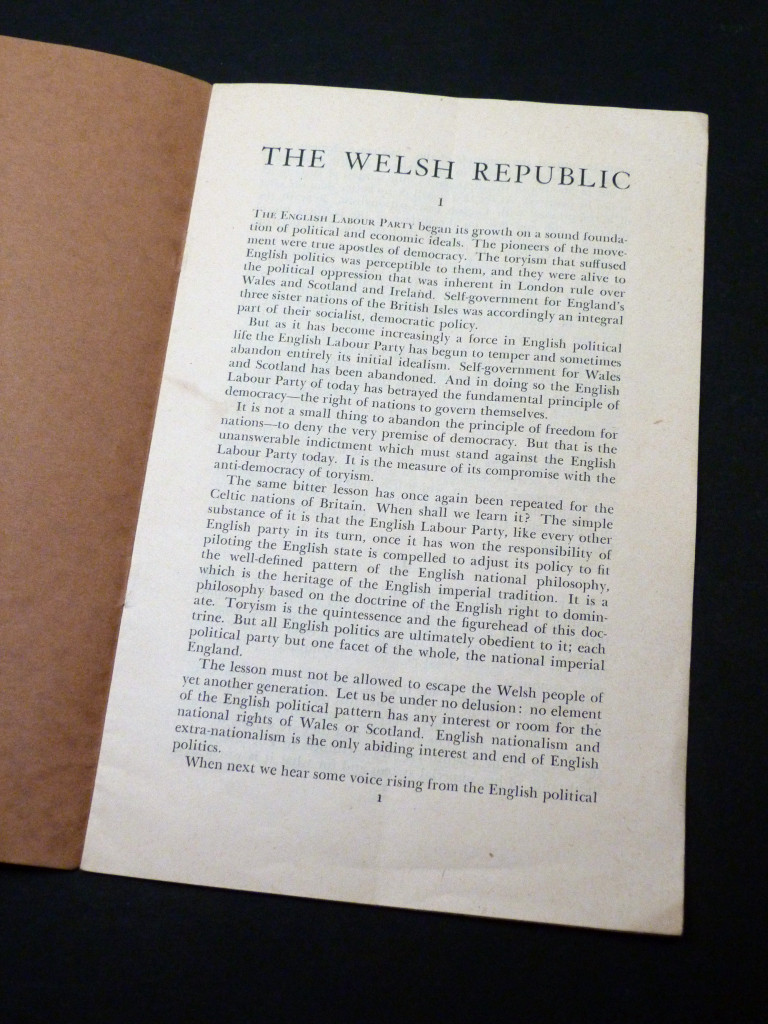 THE WELSH REPUBLIC
I
THE ENGLISH LABOUR PARTY began its growth on a sound founda-
tion of political and economic ideals. The pioneers of the move-
ment were true apostles of democracy. The toryism that suffused
English politics was perceptible to them, and they were alive to
the political oppression that was inherent in London rule over
Wales and Scotland and Ireland. Self-government for England's
three sister nations of the British Isles was accordingly an integral
part of their socialist, democratic policy.
But as it has become increasingly a force in English political
life the English Labour Party has begun to temper and sometimes
abandon entirely its initial idealism. Self-government for Wales
and Scotland has been abandoned. And in doing so the English
Labour Party of today has betrayed the fundamental principle of
democracy—the right of nations to govern themselves.
It is not a small thing to abandon the principle of freedom for
nations—to deny the very premise of democracy. But that is the
unanswerable indictment which must stand against the English
Labour Party today. It is the measure of its compromise with the
anti-democracy of toryism.
The same bitter lesson has once again been repeated for the
Celtic nations of Britain. When shall we learn it? The simple
substance of it is that the English Labour Party, like every other
English party in its turn, once it has won the responsibility of
piloting the English state is compelled to adjust its policy to fit
the well-defined pattern of the English national philosophy,
which is the heritage of the English imperial tradition. It is a
philosophy based on the doctrine of the English right to domin-
ate. Toryism is the quintessence and the figurehead of this doc-
trine. But all English politics are ultimately obedient to it; each
political party but one facet of the whole, the national imperial
England.
The lesson must not be allowed to escape the Welsh people of
yet another generation. Let us be under no delusion: no element
of the English political pattern has any interest or room for the
national rights of Wales or Scotland. English nationalism and
extra-nationalism is the only abiding interest and end of English
politics.
When next we hear some voice rising from the English political
1